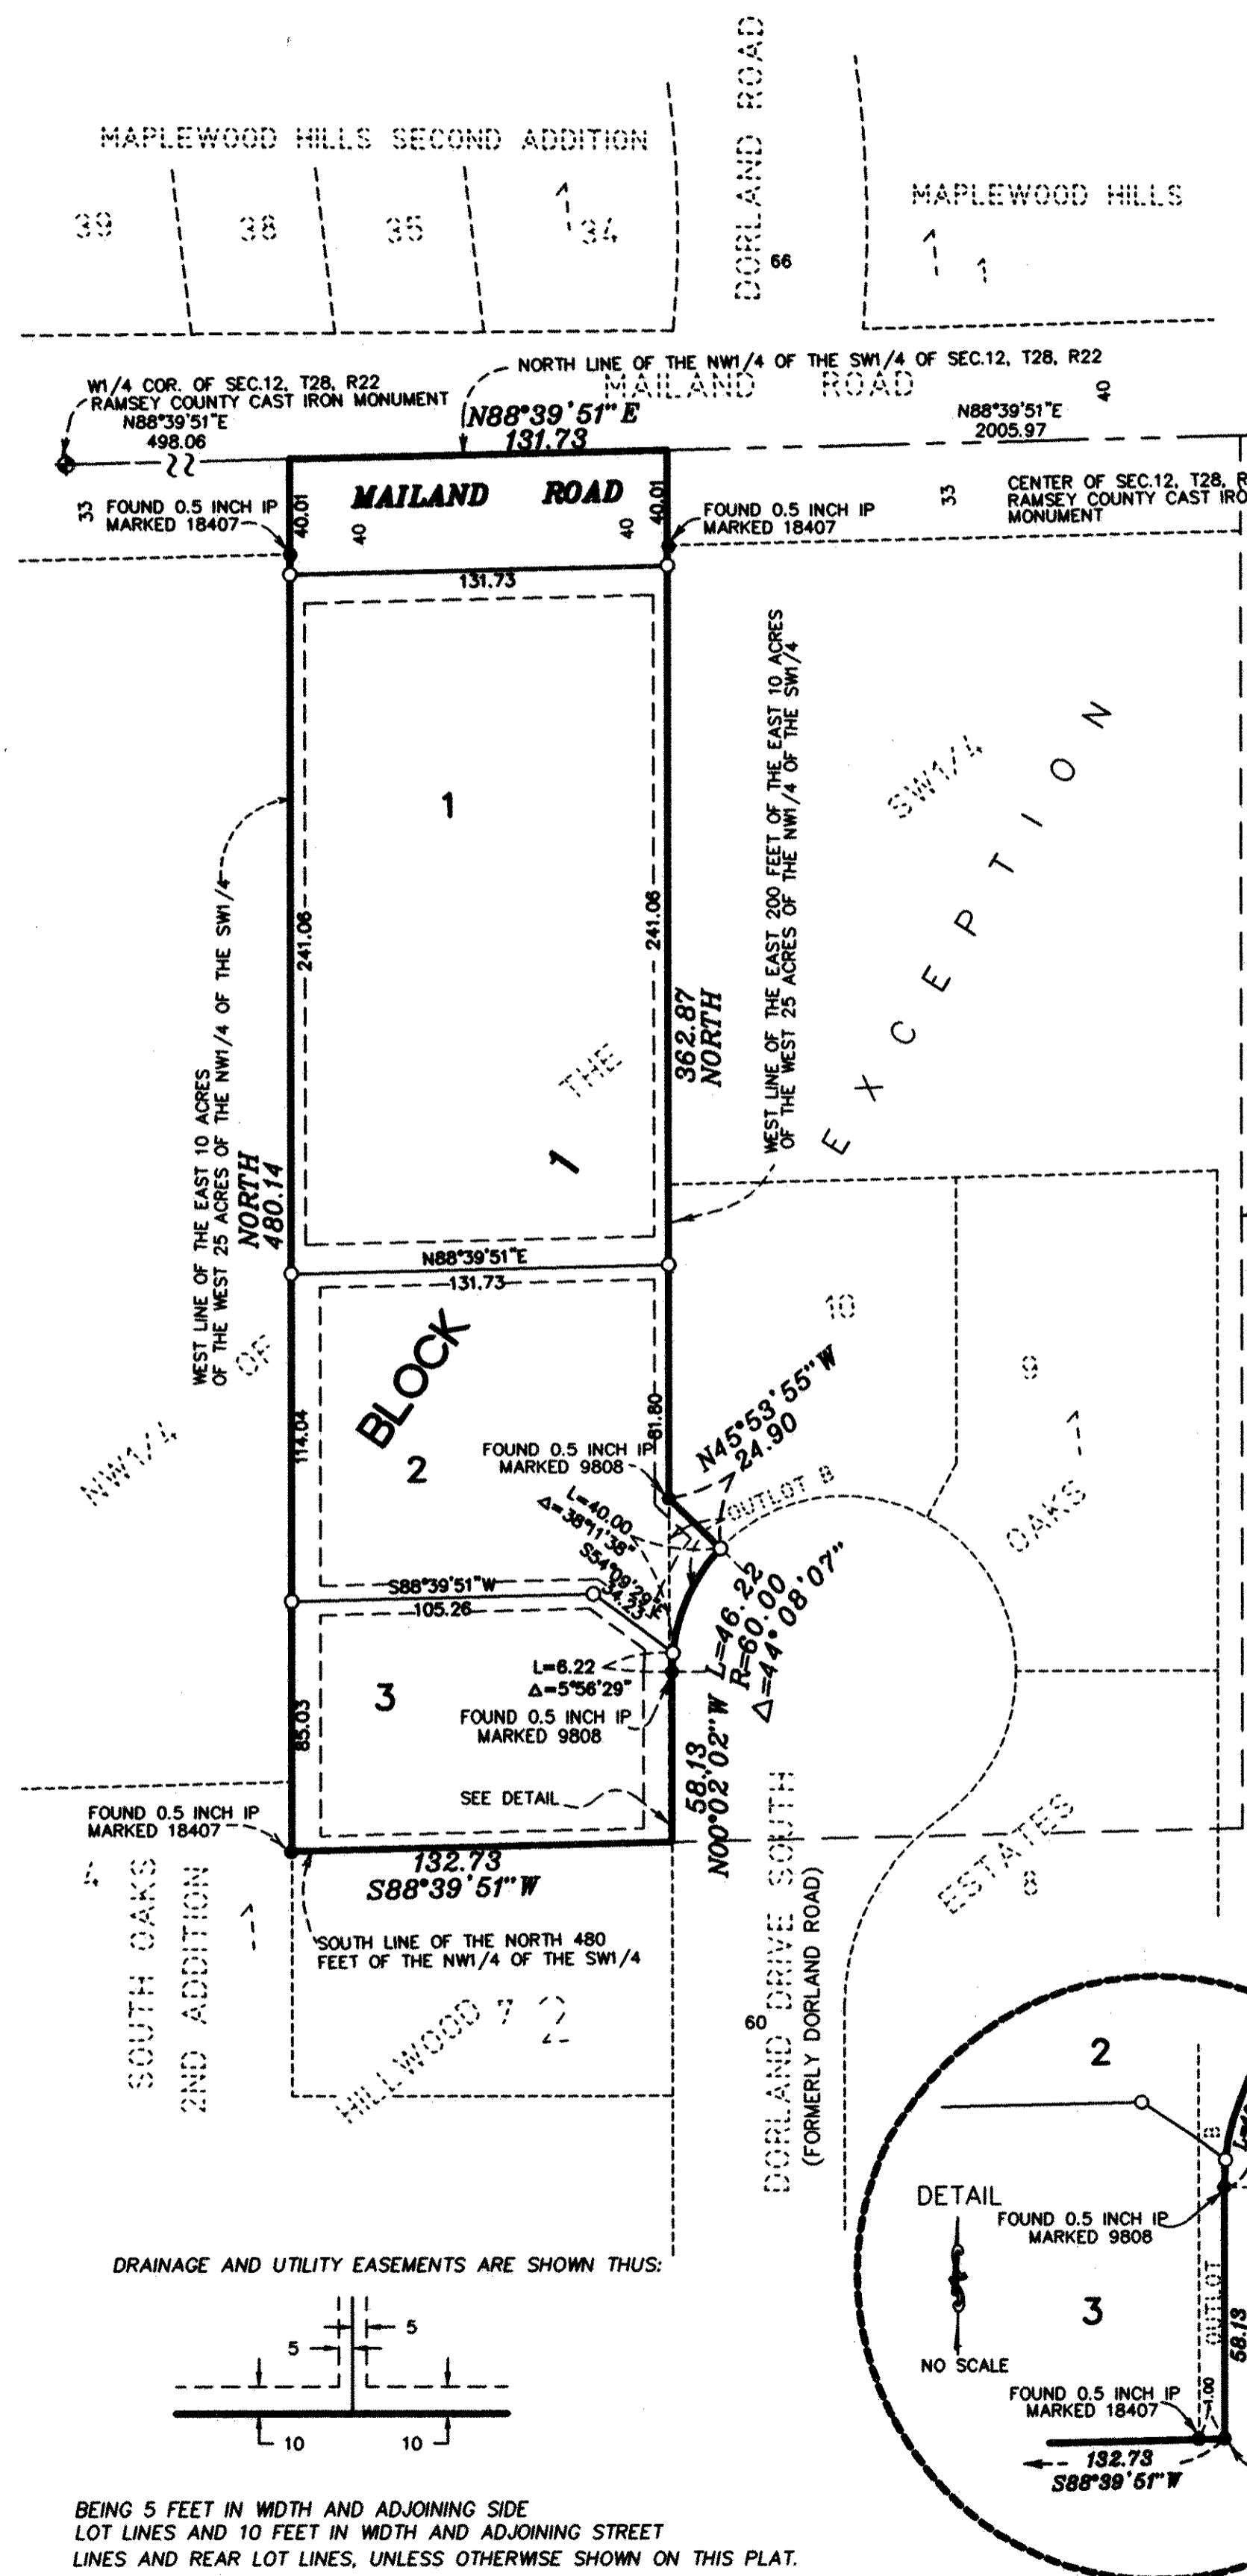 MAPLEWOOD HILLS SECOND ADDITION
39
38
35
1
34
DORLAND ROAD
66
MAPLEWOOD HILLS
1
1
NORTH LINE OF THE NW1/4 OF THE SW1/4 OF SEC.12, T28, R22
MAILAND ROAD
40
W1/4 COR. OF SEC.12, T28, R22
RAMSEY COUNTY CAST IRON MONUMENT
N88°39'51"E
498.06
N88°39'51"E
131.73
N88°39'51"E
2005.97
33
FOUND 0.5 INCH IP
MARKED 18407
40.01
40
MAILAND ROAD
40
40.01
FOUND 0.5 INCH IP
MARKED 18407
33
CENTER OF SEC.12, T28, R
RAMSEY COUNTY CAST IRO
MONUMENT
131.73
1
241.06
241.06
WEST LINE OF THE EAST 10 ACRES
OF THE WEST 25 ACRES OF THE NW1/4 OF THE SW1/4
NORTH
480.14
362.87
NORTH
WEST LINE OF THE EAST 200 FEET OF THE EAST 10 ACRES
OF THE WEST 25 ACRES OF THE NW1/4 OF THE SW1/4
SW1/4
EXCEPTION
THE
1
OF
NW1/4
N88°39'51"E
131.73
BLOCK
2
114.04
61.80
FOUND 0.5 INCH IP
MARKED 9808
N45°53'55"W
24.90
OUTLOT B
L=40.00
Δ=38°11'38"
S54°09'29"E
34.23
10
9
1
OAKS
S88°39'51"W
105.26
L=46.22
R=60.00
Δ=44°08'07"
L=6.22
Δ=5°56'29"
3
85.03
FOUND 0.5 INCH IP
MARKED 9808
58.13
N00°02'02"W
SEE DETAIL
FOUND 0.5 INCH IP
MARKED 18407
132.73
S88°39'51"W
4
SOUTH OAKS
2ND ADDITION
1
SOUTH LINE OF THE NORTH 480
FEET OF THE NW1/4 OF THE SW1/4
HILLWOOD
7
2
60
DORLAND DRIVE SOUTH
(FORMERLY DORLAND ROAD)
ESTATES
8
2
B
DETAIL
FOUND 0.5 INCH IP
MARKED 9808
NO SCALE
3
OUTLOT
58.13
1.00
FOUND 0.5 INCH IP
MARKED 18407
132.73
S88°39'51"W
DRAINAGE AND UTILITY EASEMENTS ARE SHOWN THUS:
5
5
10
10
BEING 5 FEET IN WIDTH AND ADJOINING SIDE
LOT LINES AND 10 FEET IN WIDTH AND ADJOINING STREET
LINES AND REAR LOT LINES, UNLESS OTHERWISE SHOWN ON THIS PLAT.